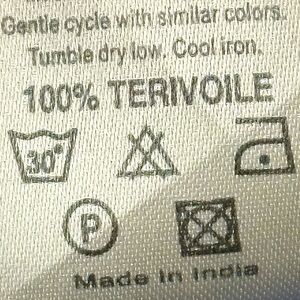 Gentle cycle with similar colors.
Tumble dry low. Cool iron.
100% TERIVOILE
30°
P
Made in India